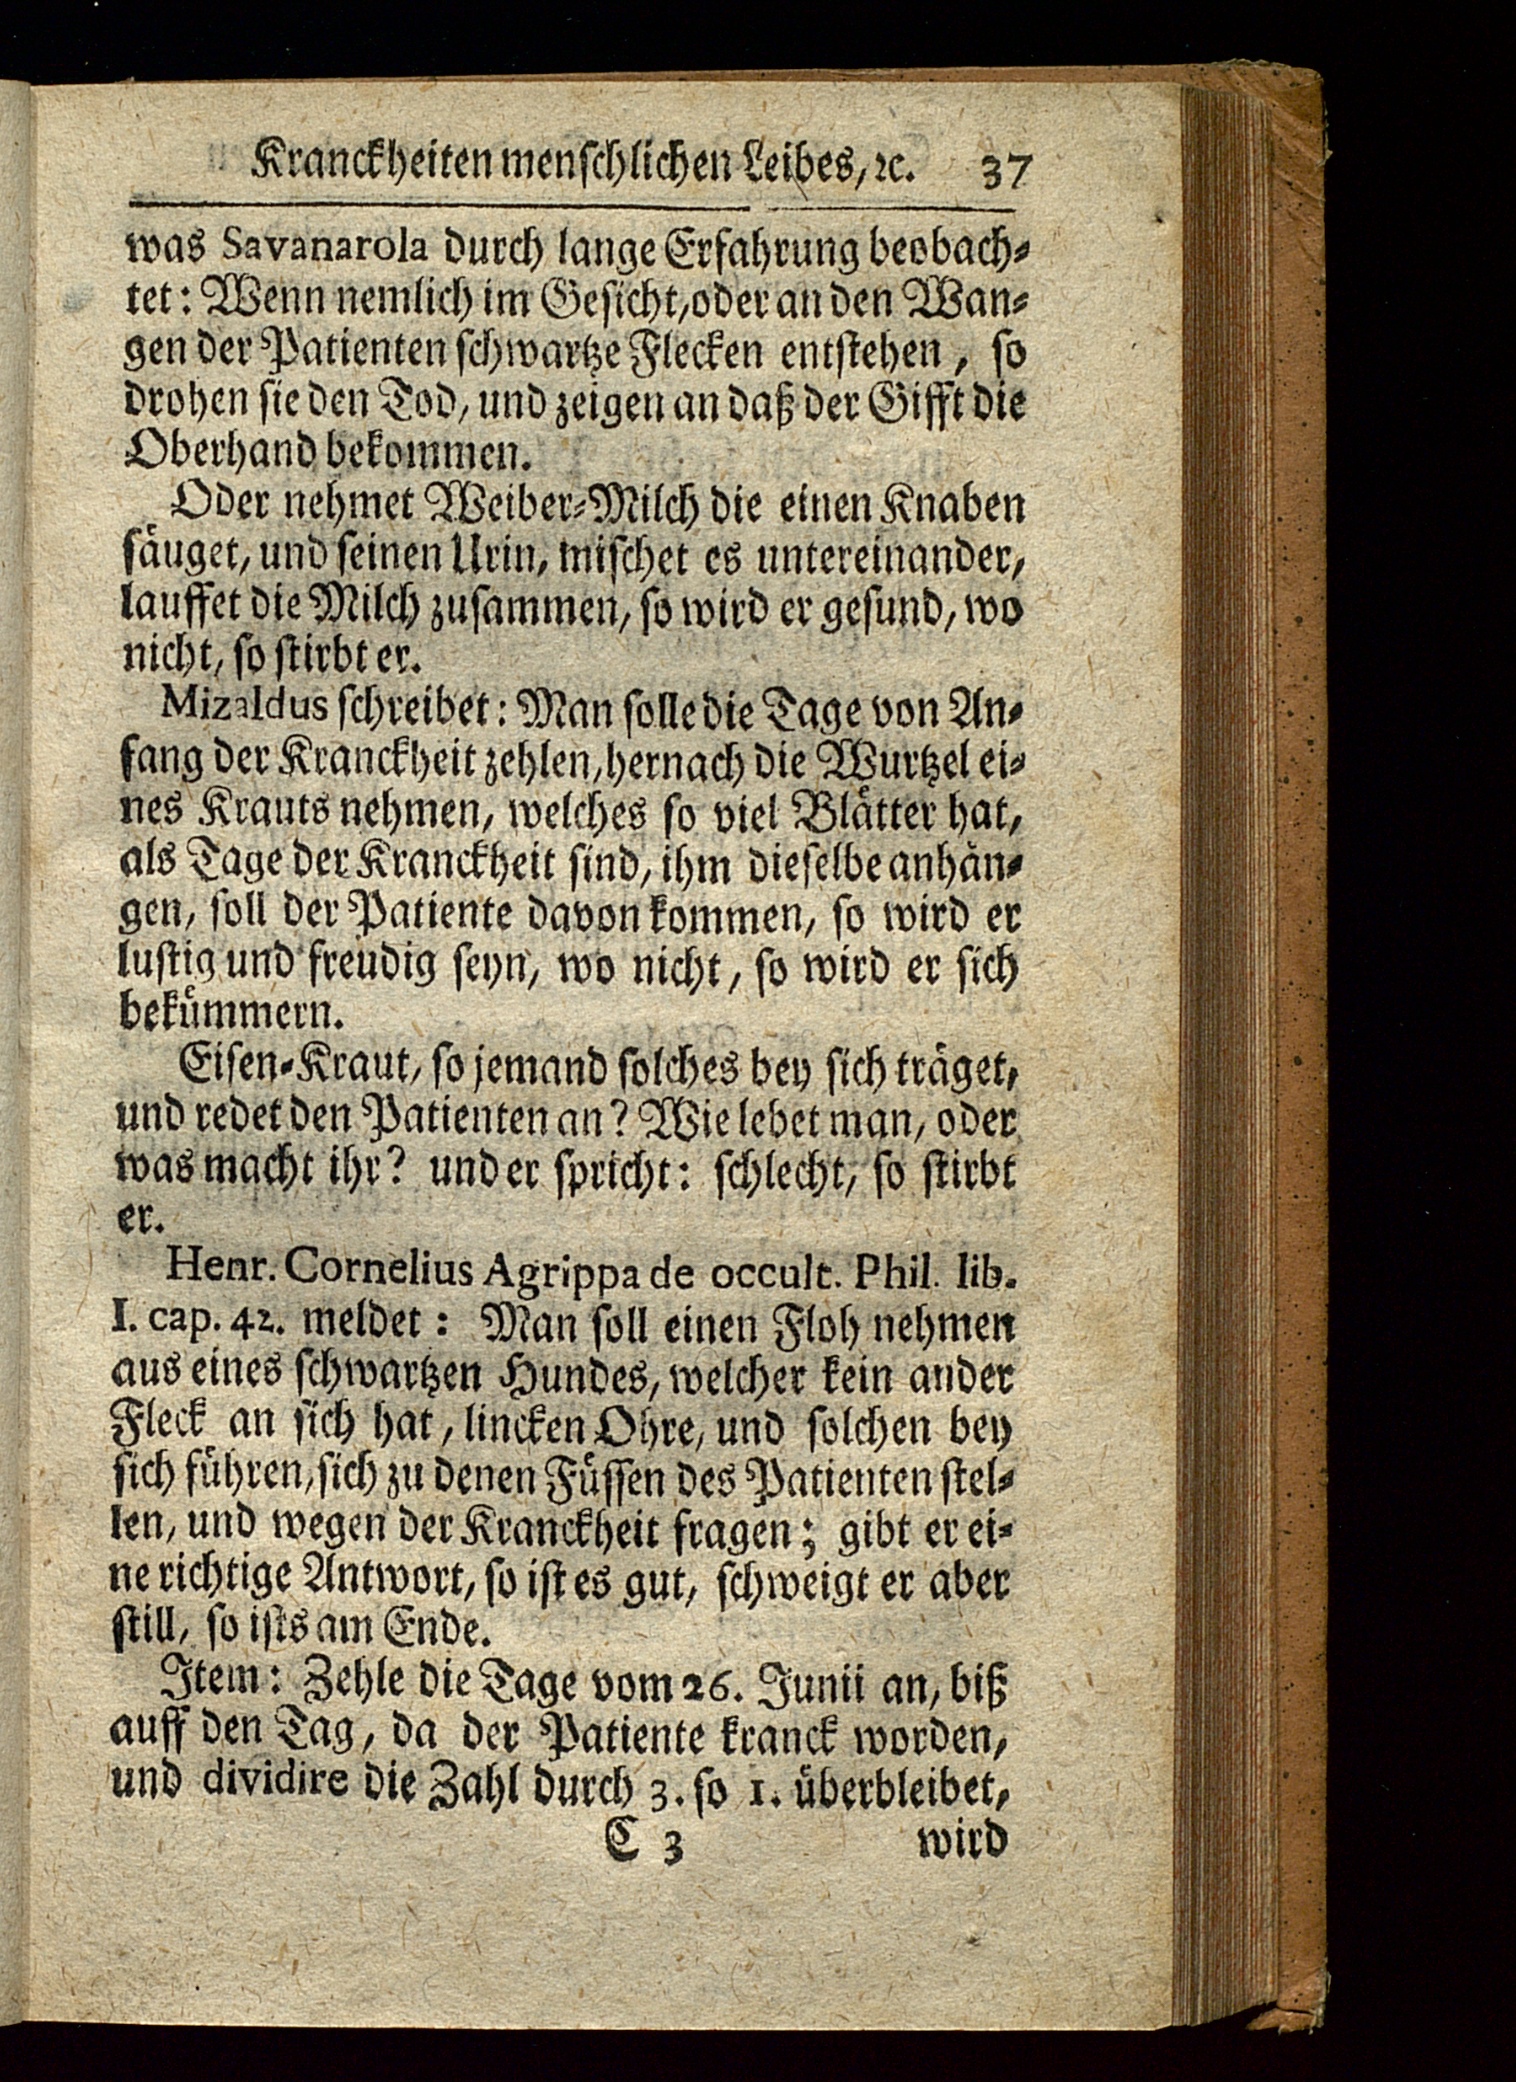 Kranckheiten menschlichen Leibes, ꝛc. 37
was Savanarola durch lange Erfahrung beobach-
tet: Wenn nemlich im Gesicht, oder an den Wan-
gen der Patienten schwartze Flecken entstehen, so
drohen sie den Tod, und zeigen an daß der Gifft die
Oberhand bekommen.
Oder nehmet Weiber-Milch die einen Knaben
säuget, und seinen Urin, mischet es untereinander,
lauffet die Milch zusammen, so wird er gesund, wo
nicht, so stirbt er.
Mizaldus schreibet: Man solle die Tage von An-
fang der Kranckheit zehlen, hernach die Wurtzel ei-
nes Krauts nehmen, welches so viel Blätter hat,
als Tage der Kranckheit sind, ihm dieselbe anhän-
gen, soll der Patiente davon kommen, so wird er
lustig und freudig seyn, wo nicht, so wird er sich
bekümmern.
Eisen-Kraut, so jemand solches bey sich träget,
und redet den Patienten an? Wie lebet man, oder
was macht ihr? und er spricht: schlecht, so stirbt
er.
Henr. Cornelius Agrippa de occult. Phil. lib.
I. cap. 42. meldet: Man soll einen Floh nehmen
aus eines schwartzen Hundes, welcher kein ander
Fleck an sich hat, lincken Ohre, und solchen bey
sich führen, sich zu denen Füssen des Patienten stel-
len, und wegen der Kranckheit fragen; gibt er ei-
ne richtige Antwort, so ist es gut, schweigt er aber
still, so ists am Ende.
Item: Zehle die Tage vom 26. Junii an, biß
auff den Tag, da der Patiente kranck worden,
und dividire die Zahl durch 3. so 1. überbleibet,
C 3 wird